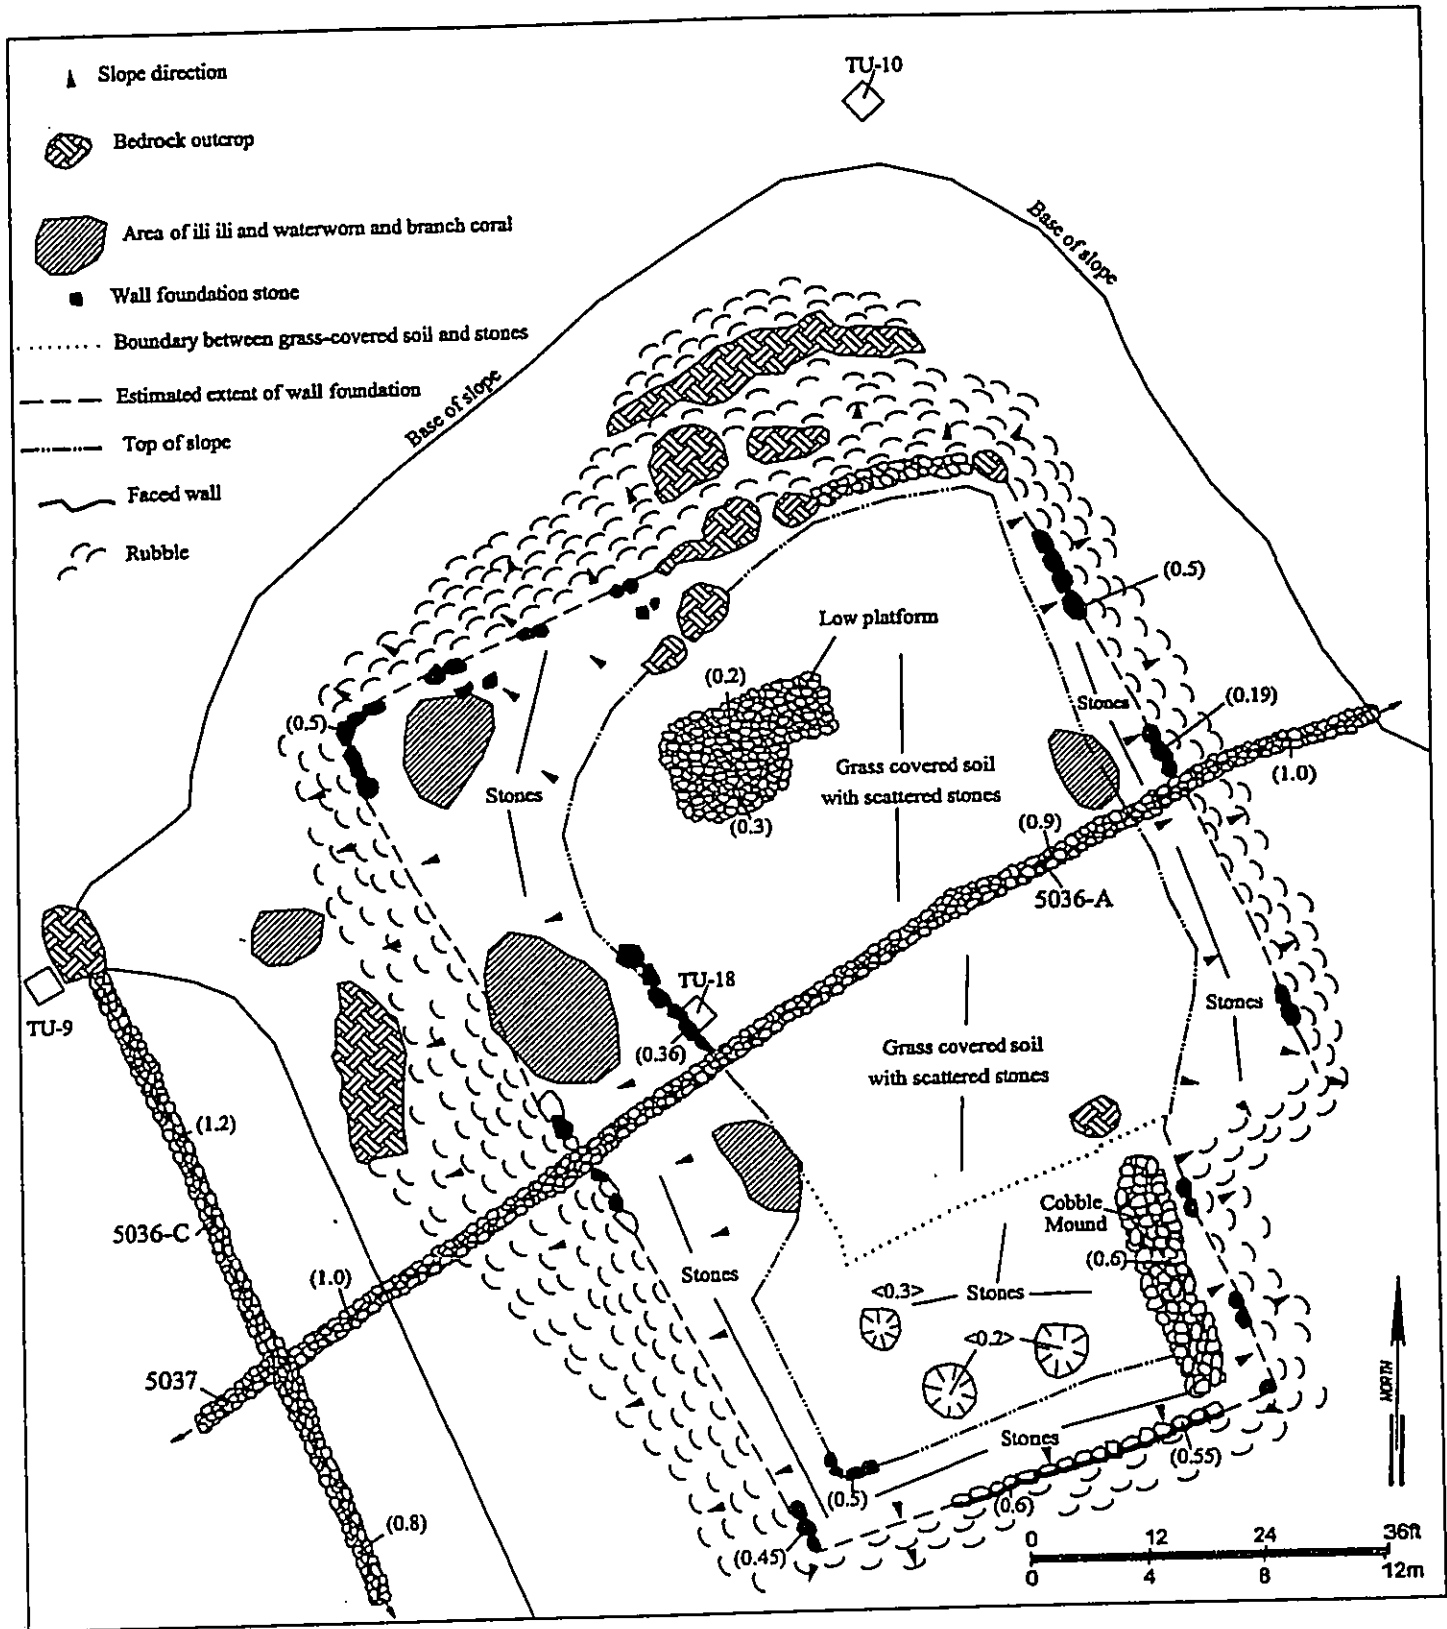 Slope direction
Bedrock outcrop
Area of ili ili and waterworn and branch coral
Wall foundation stone
Boundary between grass-covered soil and stones
Estimated extent of wall foundation
Top of slope
Faced wall
Rubble
TU-10
Base of slope
Base of slope
(0.5)
Low platform
(0.2)
(0.5)
Stones
(0.19)
Stones
Grass covered soil
with scattered stones
(0.3)
(0.9)
(1.0)
5036-A
TU-9
TU-18
Stones
(0.36)
Grass covered soil
with scattered stones
(1.2)
Cobble
Mound
5036-C
(0.6)
Stones
(1.0)
<0.3>
Stones
<0.2>
5037
NORTH
Stones
(0.55)
(0.5)
(0.6)
(0.8)
(0.45)
0 12 24 36ft
0 4 8 12m